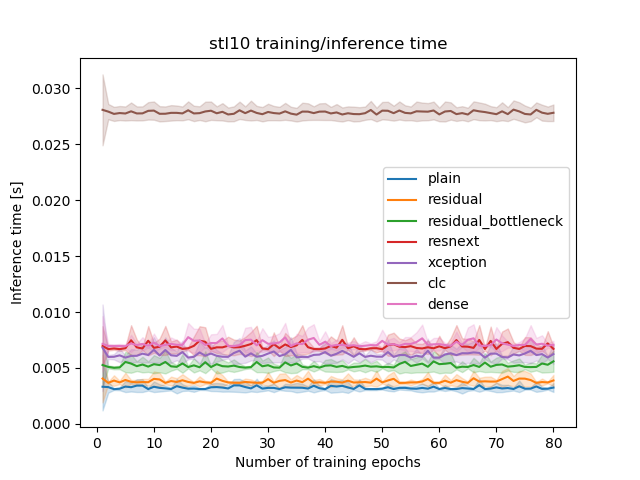 stl10 training/inference time
Inference time [s]
0.030
0.025
0.020
0.015
0.010
0.005
0.000
plain
residual
residual_bottleneck
resnext
xception
clc
dense
0 10 20 30 40 50 60 70 80
Number of training epochs